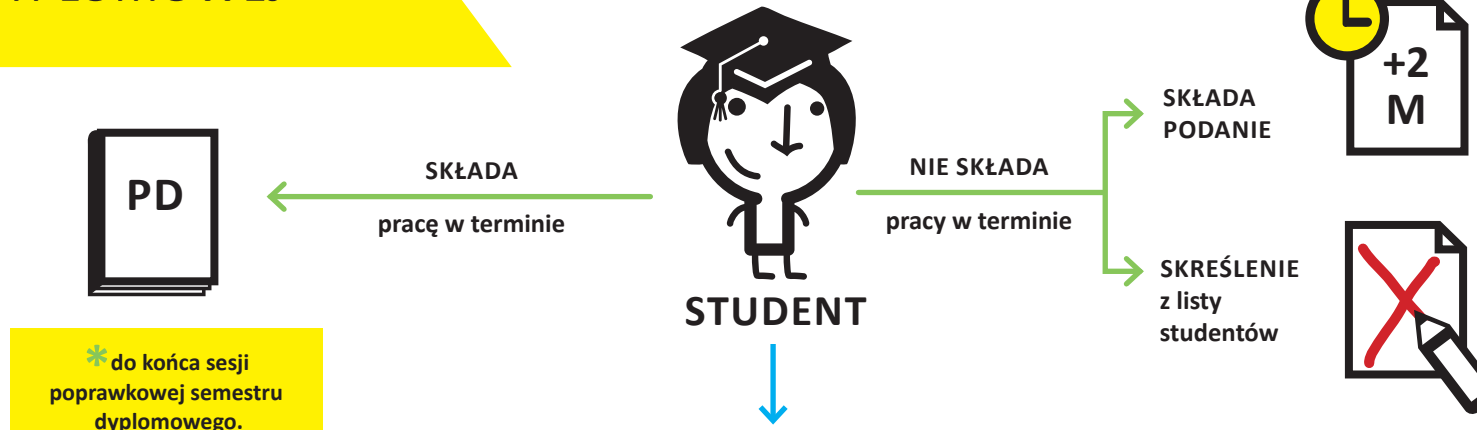 PD
SKŁADA
pracę w terminie
*do końca sesji
poprawkowej semestru
dyplomowego.
STUDENT
NIE SKŁADA
pracy w terminie
SKŁADA
PODANIE
+2
M
SKREŚLENIE
z listy
studentów